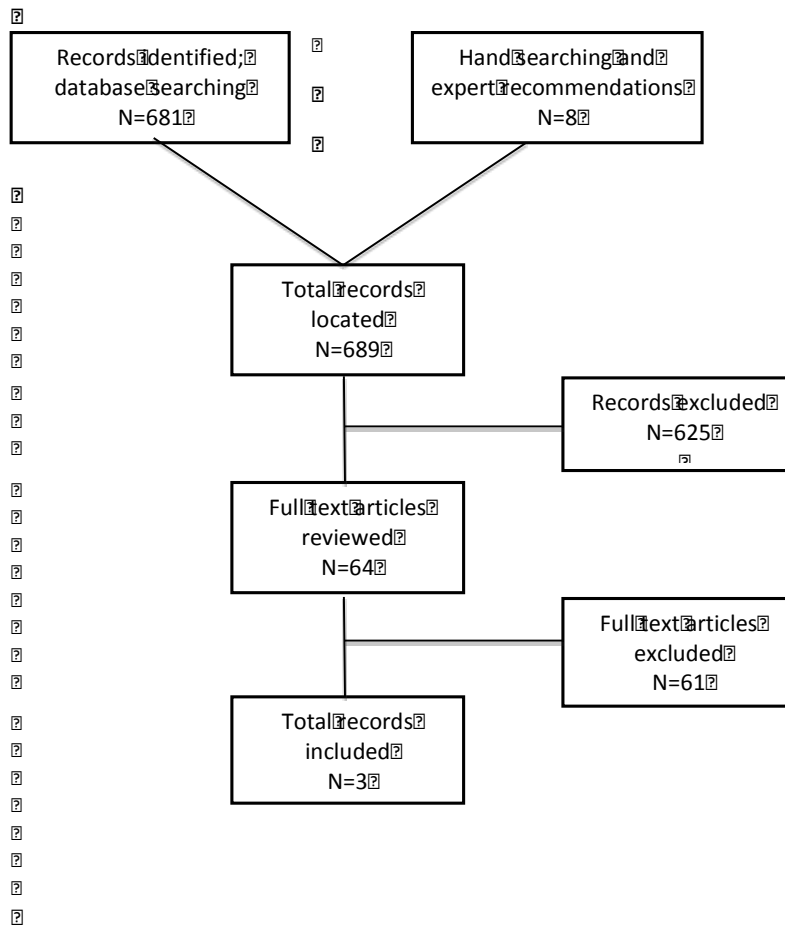 Records identified;
database searching
N=681
Hand searching and
expert recommendations
N=8
Total records
located
N=689
Records excluded
N=625
Full text articles
reviewed
N=64
Full text articles
excluded
N=61
Total records
included
N=3